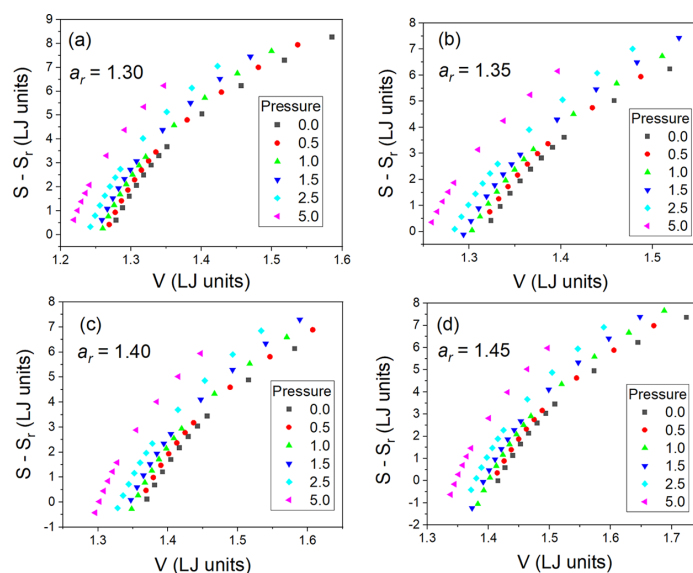 (a)
a_r = 1.30
S - S_r (LJ units)
9
8
7
6
5
4
3
2
1
0
Pressure
0.0
0.5
1.0
1.5
2.5
5.0
1.2 1.3 1.4 1.5 1.6
V (LJ units)
(b)
a_r = 1.35
S - S_r (LJ units)
8
7
6
5
4
3
2
1
0
Pressure
0.0
0.5
1.0
1.5
2.5
5.0
1.3 1.4 1.5
V (LJ units)
(c)
a_r = 1.40
S - S_r (LJ units)
8
7
6
5
4
3
2
1
0
-1
Pressure
0.0
0.5
1.0
1.5
2.5
5.0
1.3 1.4 1.5 1.6
V (LJ units)
(d)
a_r = 1.45
S - S_r (LJ units)
8
7
6
5
4
3
2
1
0
-1
-2
Pressure
0.0
0.5
1.0
1.5
2.5
5.0
1.3 1.4 1.5 1.6 1.7
V (LJ units)